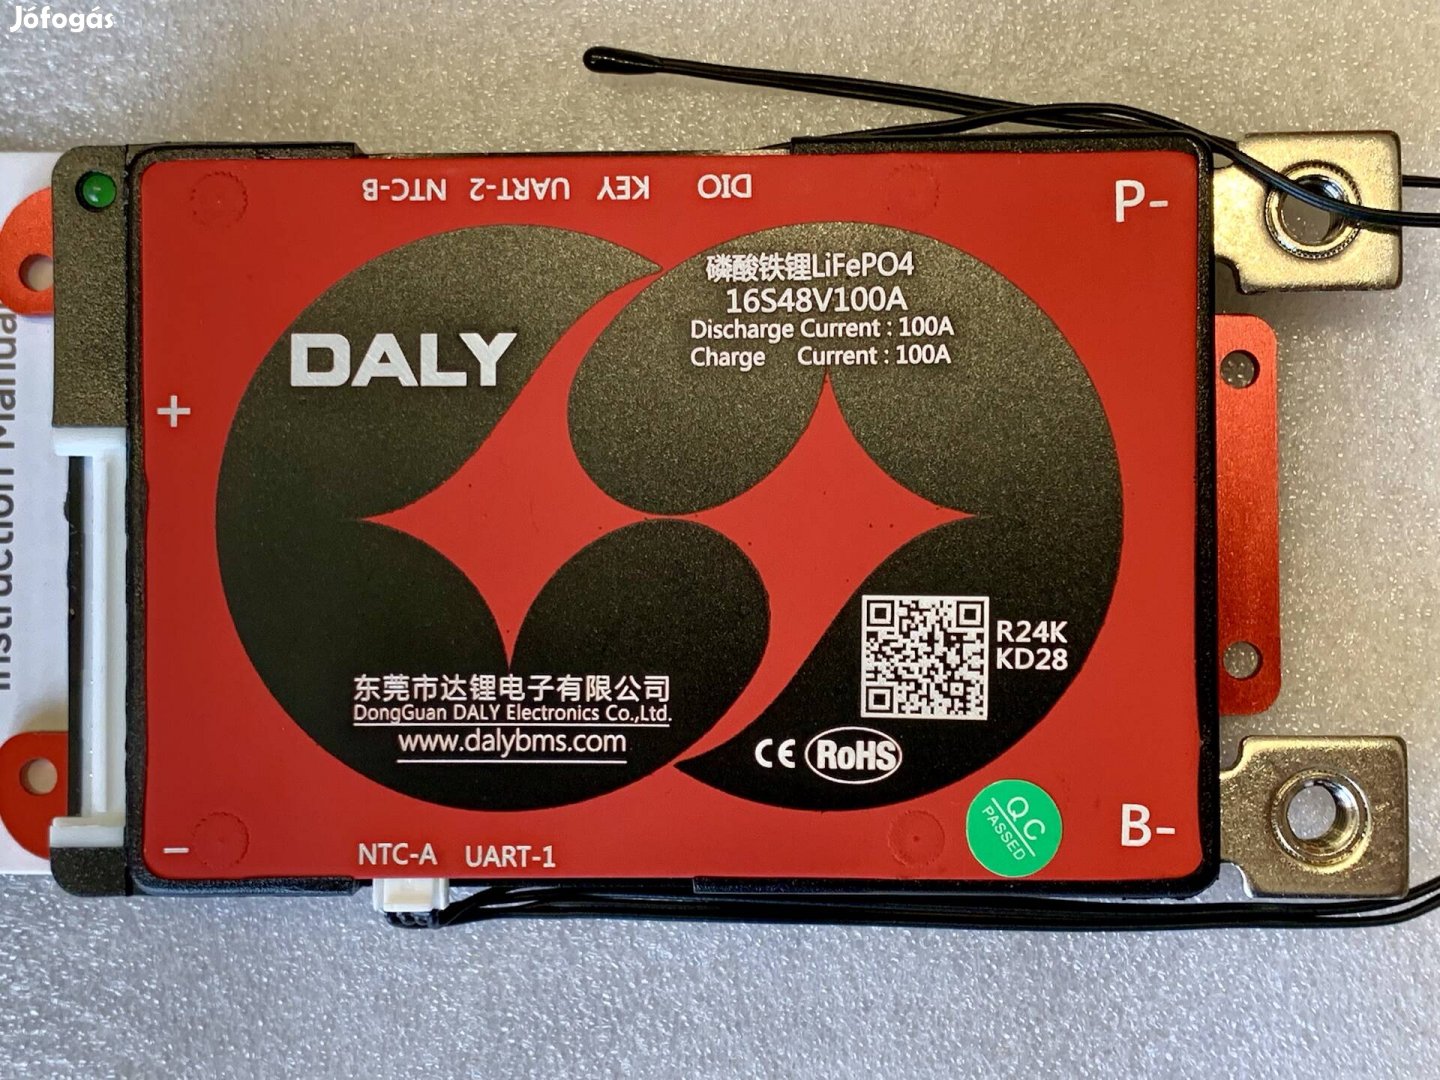 Jófogás
NTC-B UART-2 KEY DIO
P-
磷酸铁锂LiFePO4
16S48V100A
Discharge Current : 100A
Charge Current : 100A
DALY
+
Instruction Manual
R24K
KD28
东莞市达锂电子有限公司
DongGuan DALY Electronics Co.,Ltd.
www.dalybms.com
CE RoHS
QC
PASSED
B-
−
NTC-A UART-1